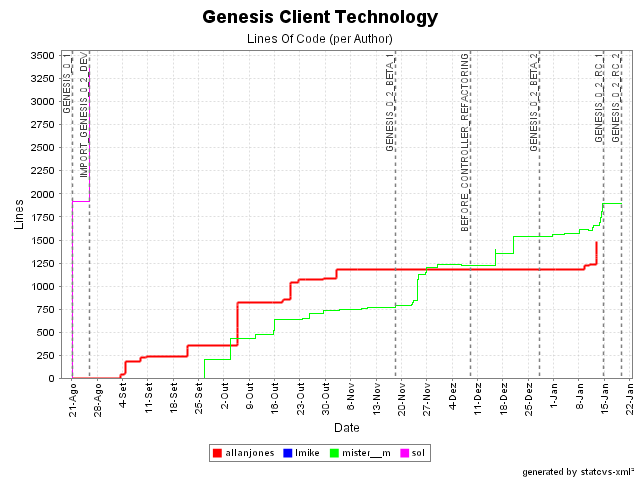 Genesis Client Technology
Lines Of Code (per Author)
Lines
3500
3250
3000
2750
2500
2250
2000
1750
1500
1250
1000
750
500
250
0
GENESIS_0_1
IMPORT_GENESIS_0_2_DEV
GENESIS_0_2_BETA_1
BEFORE_CONTROLLER_REFACTORING
GENESIS_0_2_BETA_2
GENESIS_0_2_RC_1
GENESIS_0_2_RC_2
21-Ago
28-Ago
4-Set
11-Set
18-Set
25-Set
2-Out
9-Out
16-Out
23-Out
30-Out
6-Nov
13-Nov
20-Nov
27-Nov
4-Dez
11-Dez
18-Dez
25-Dez
1-Jan
8-Jan
15-Jan
22-Jan
Date
allanjones lmike mister__m sol
generated by statcvs-xml²